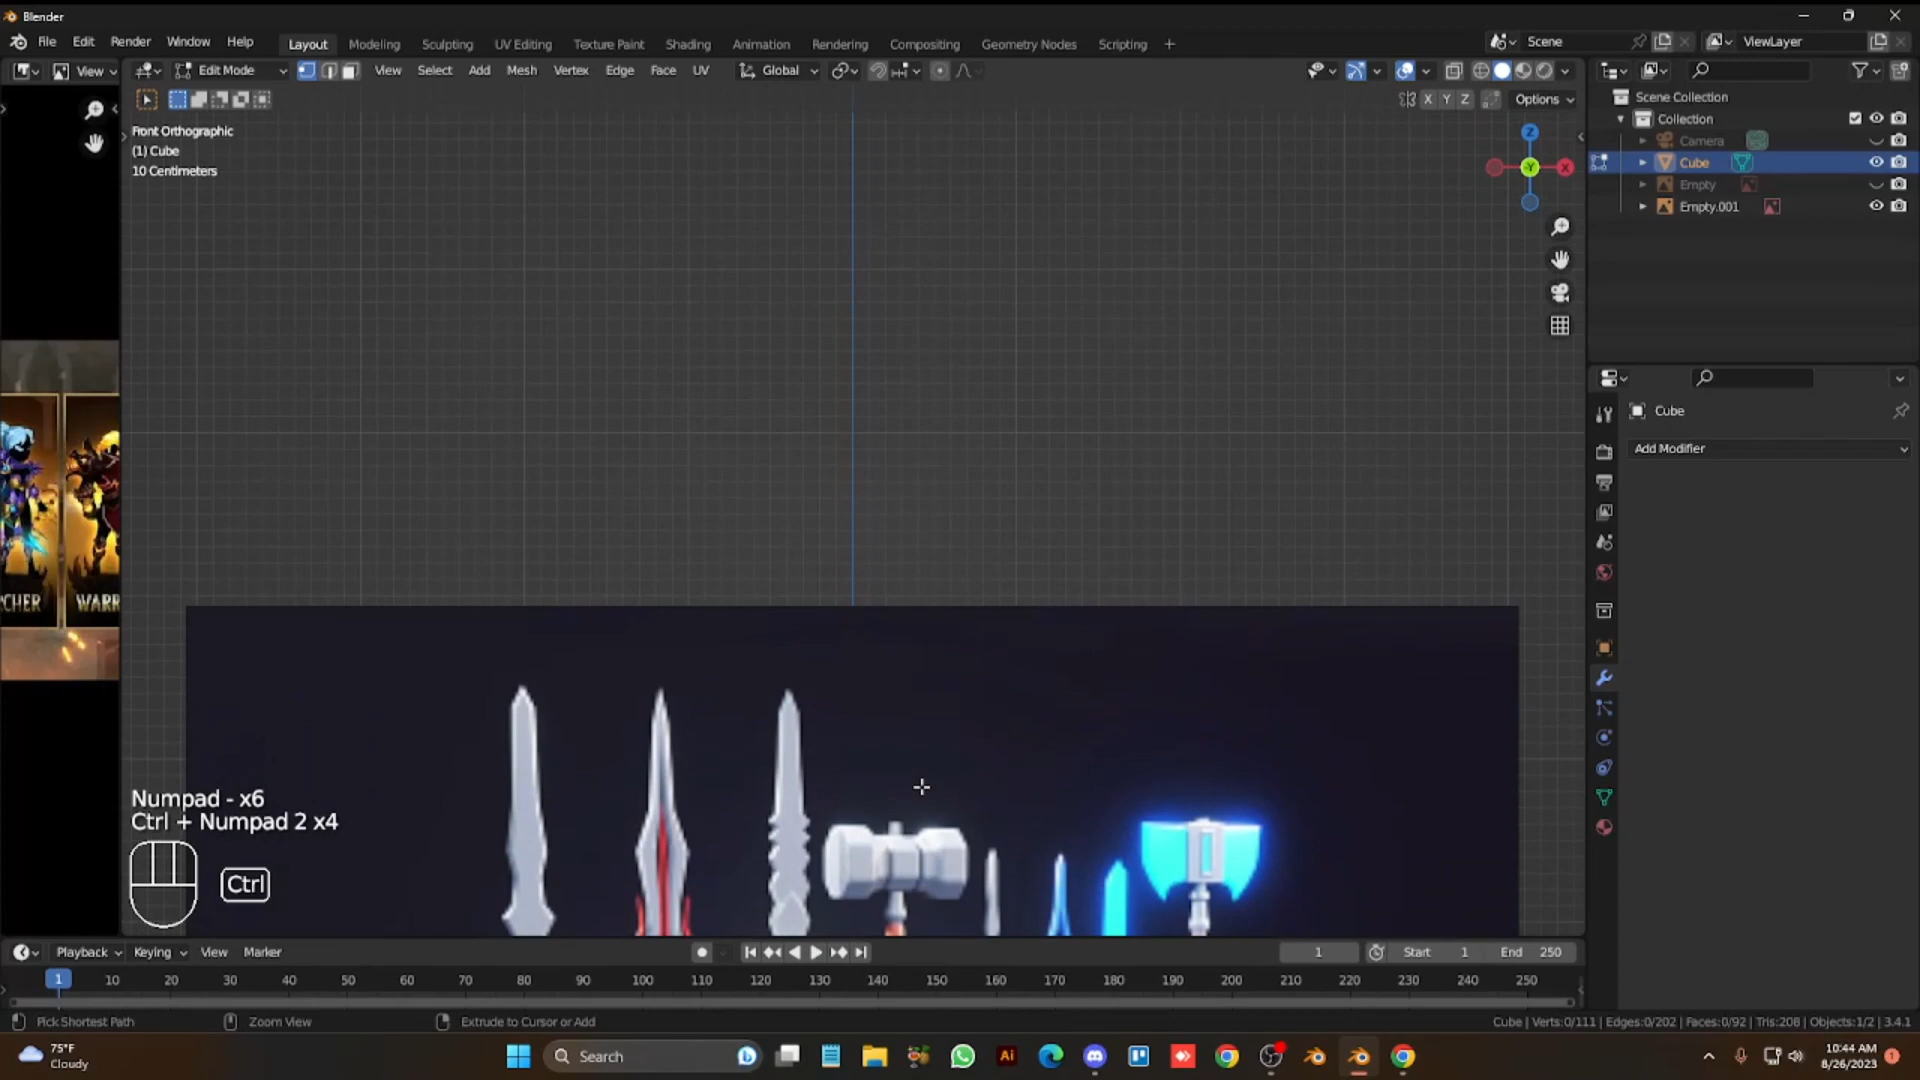 Blender
File Edit Render Window Help Layout Modeling Sculpting UV Editing Texture Paint Shading Animation Rendering Compositing Geometry Nodes Scripting + Scene ViewLayer
View Edit Mode View Select Add Mesh Vertex Edge Face UV Global
X Y Z Options
Front Orthographic
(1) Cube
10 Centimeters
Z
Y X
Scene Collection
Collection
Camera
Cube
Empty
Empty.001
Cube
Add Modifier
CHER WARR
Numpad - x6
Ctrl + Numpad 2 x4
Ctrl
Playback Keying View Marker 1 Start 1 End 250
1 10 20 30 40 50 60 70 80 90 100 110 120 130 140 150 160 170 180 190 200 210 220 230 240 250
Pick Shortest Path Zoom View Extrude to Cursor or Add Cube | Verts:0/111 | Edges:0/202 | Faces:0/92 | Tris:208 | Objects:1/2 | 3.4.1
75°F
Cloudy
Search
Ai
10:44 AM
8/26/2023
1